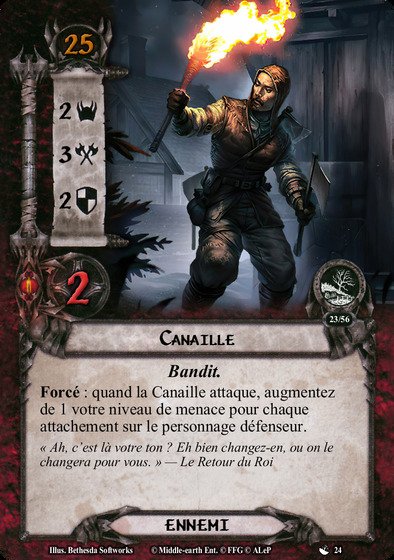 25
2
3
2
2
23/56
CANAILLE
Bandit.
Forcé : quand la Canaille attaque, augmentez
de 1 votre niveau de menace pour chaque
attachement sur le personnage défenseur.
« Ah, c'est là votre ton ? Eh bien changez-en, ou on le
changera pour vous. » — Le Retour du Roi
ENNEMI
Illus. Bethesda Softworks © Middle-earth Ent. © FFG © ALeP 24